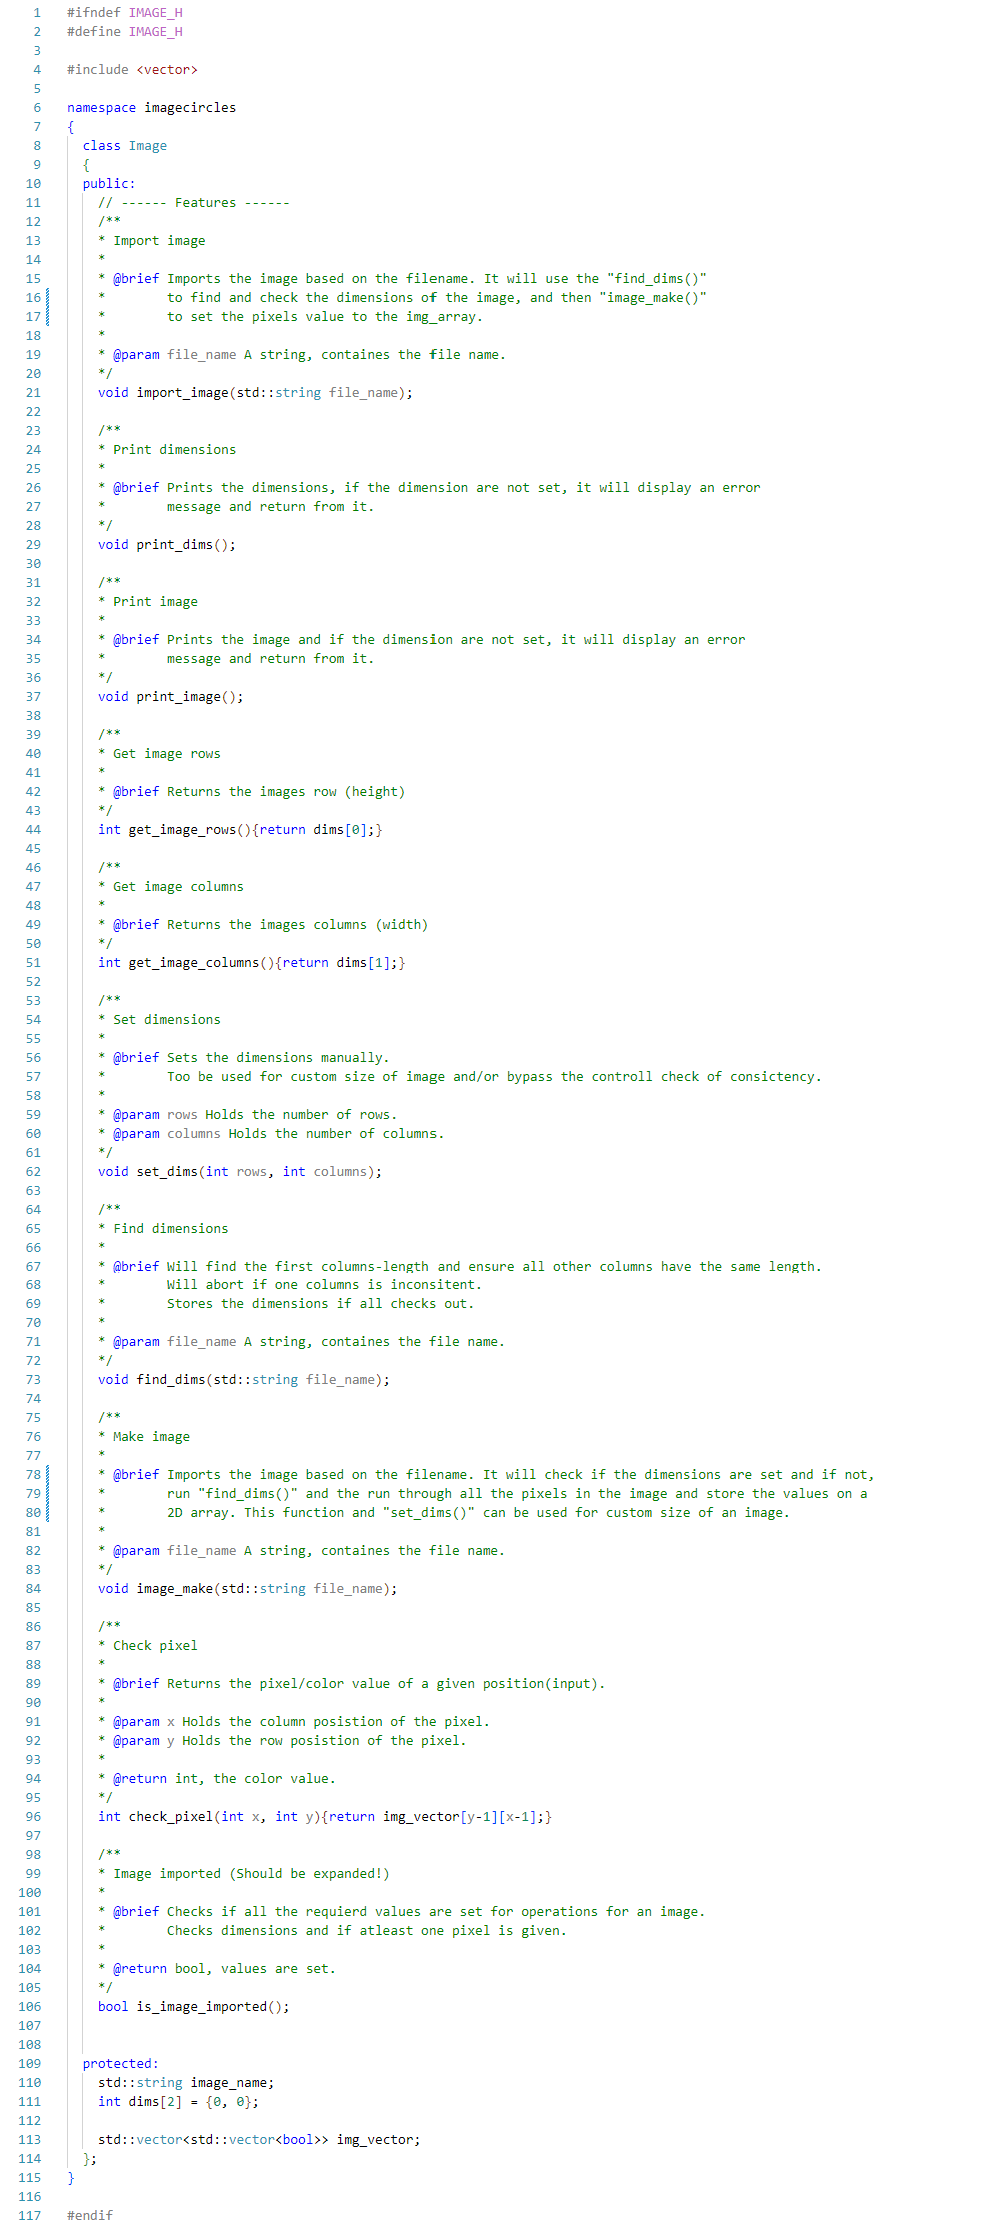 1 #ifndef IMAGE_H
2 #define IMAGE_H
3
4 #include <vector>
5
6 namespace imagecircles
7 {
8 class Image
9 {
10 public:
11 // ------ Features ------
12 /**
13 * Import image
14 *
15 * @brief Imports the image based on the filename. It will use the "find_dims()"
16 * to find and check the dimensions of the image, and then "image_make()"
17 * to set the pixels value to the img_array.
18 *
19 * @param file_name A string, containes the file name.
20 */
21 void import_image(std::string file_name);
22
23 /**
24 * Print dimensions
25 *
26 * @brief Prints the dimensions, if the dimension are not set, it will display an error
27 * message and return from it.
28 */
29 void print_dims();
30
31 /**
32 * Print image
33 *
34 * @brief Prints the image and if the dimension are not set, it will display an error
35 * message and return from it.
36 */
37 void print_image();
38
39 /**
40 * Get image rows
41 *
42 * @brief Returns the images row (height)
43 */
44 int get_image_rows(){return dims[0];}
45
46 /**
47 * Get image columns
48 *
49 * @brief Returns the images columns (width)
50 */
51 int get_image_columns(){return dims[1];}
52
53 /**
54 * Set dimensions
55 *
56 * @brief Sets the dimensions manually.
57 * Too be used for custom size of image and/or bypass the controll check of consictency.
58 *
59 * @param rows Holds the number of rows.
60 * @param columns Holds the number of columns.
61 */
62 void set_dims(int rows, int columns);
63
64 /**
65 * Find dimensions
66 *
67 * @brief Will find the first columns-length and ensure all other columns have the same length.
68 * Will abort if one columns is inconsitent.
69 * Stores the dimensions if all checks out.
70 *
71 * @param file_name A string, containes the file name.
72 */
73 void find_dims(std::string file_name);
74
75 /**
76 * Make image
77 *
78 * @brief Imports the image based on the filename. It will check if the dimensions are set and if not,
79 * run "find_dims()" and the run through all the pixels in the image and store the values on a
80 * 2D array. This function and "set_dims()" can be used for custom size of an image.
81 *
82 * @param file_name A string, containes the file name.
83 */
84 void image_make(std::string file_name);
85
86 /**
87 * Check pixel
88 *
89 * @brief Returns the pixel/color value of a given position(input).
90 *
91 * @param x Holds the column posistion of the pixel.
92 * @param y Holds the row posistion of the pixel.
93 *
94 * @return int, the color value.
95 */
96 int check_pixel(int x, int y){return img_vector[y-1][x-1];}
97
98 /**
99 * Image imported (Should be expanded!)
100 *
101 * @brief Checks if all the requierd values are set for operations for an image.
102 * Checks dimensions and if atleast one pixel is given.
103 *
104 * @return bool, values are set.
105 */
106 bool is_image_imported();
107
108
109 protected:
110 std::string image_name;
111 int dims[2] = {0, 0};
112
113 std::vector<std::vector<bool>> img_vector;
114 };
115 }
116
117 #endif